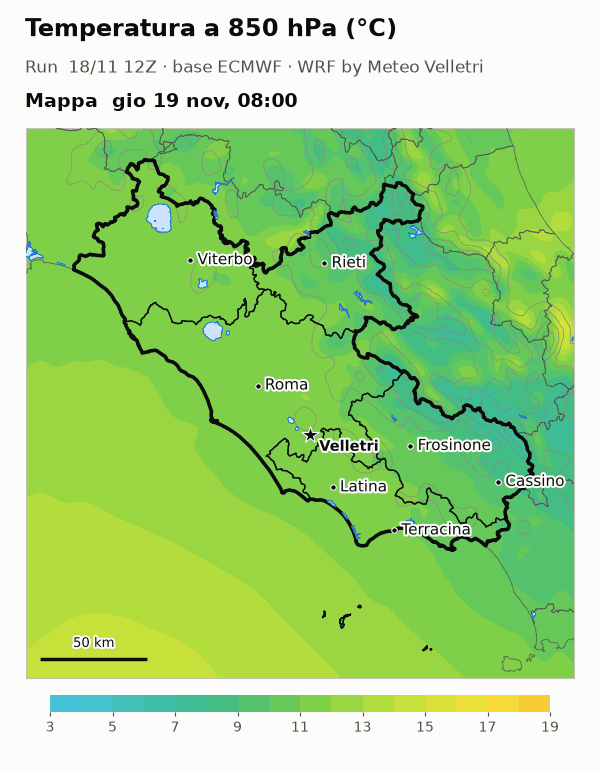 Temperatura a 850 hPa (°C)
Run  18/11 12Z · base ECMWF · WRF by Meteo Velletri
Mappa  gio 19 nov, 08:00
Viterbo
Rieti
Roma
Velletri
Frosinone
Cassino
Latina
Terracina
50 km
3 5 7 9 11 13 15 17 19